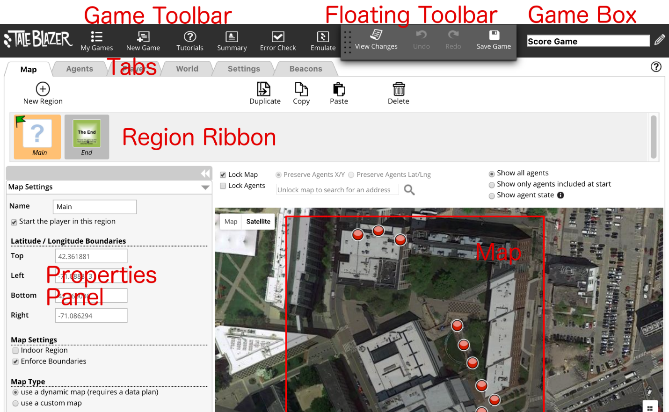 Game Toolbar
Floating Toolbar
Game Box
TALEBLAZER
My Games
New Game
Tutorials
Summary
Error Check
Emulate
View Changes
Undo
Redo
Save Game
Score Game
Tabs
Map
Agents
World
Settings
Beacons
New Region
Duplicate
Copy
Paste
Delete
Main
The End
End
Region Ribbon
Map Settings
Lock Map
Preserve Agents X/Y
Preserve Agents Lat/Lng
Show all agents
Lock Agents
Unlock map to search for an address
Show only agents included at start
Show agent state
Name
Main
Start the player in this region
Map
Satellite
Map
Latitude / Longitude Boundaries
Top
42.361881
Left
Properties
Panel
Bottom
Right
-71.086294
Map Settings
Indoor Region
Enforce Boundaries
Map Type
use a dynamic map (requires a data plan)
use a custom map